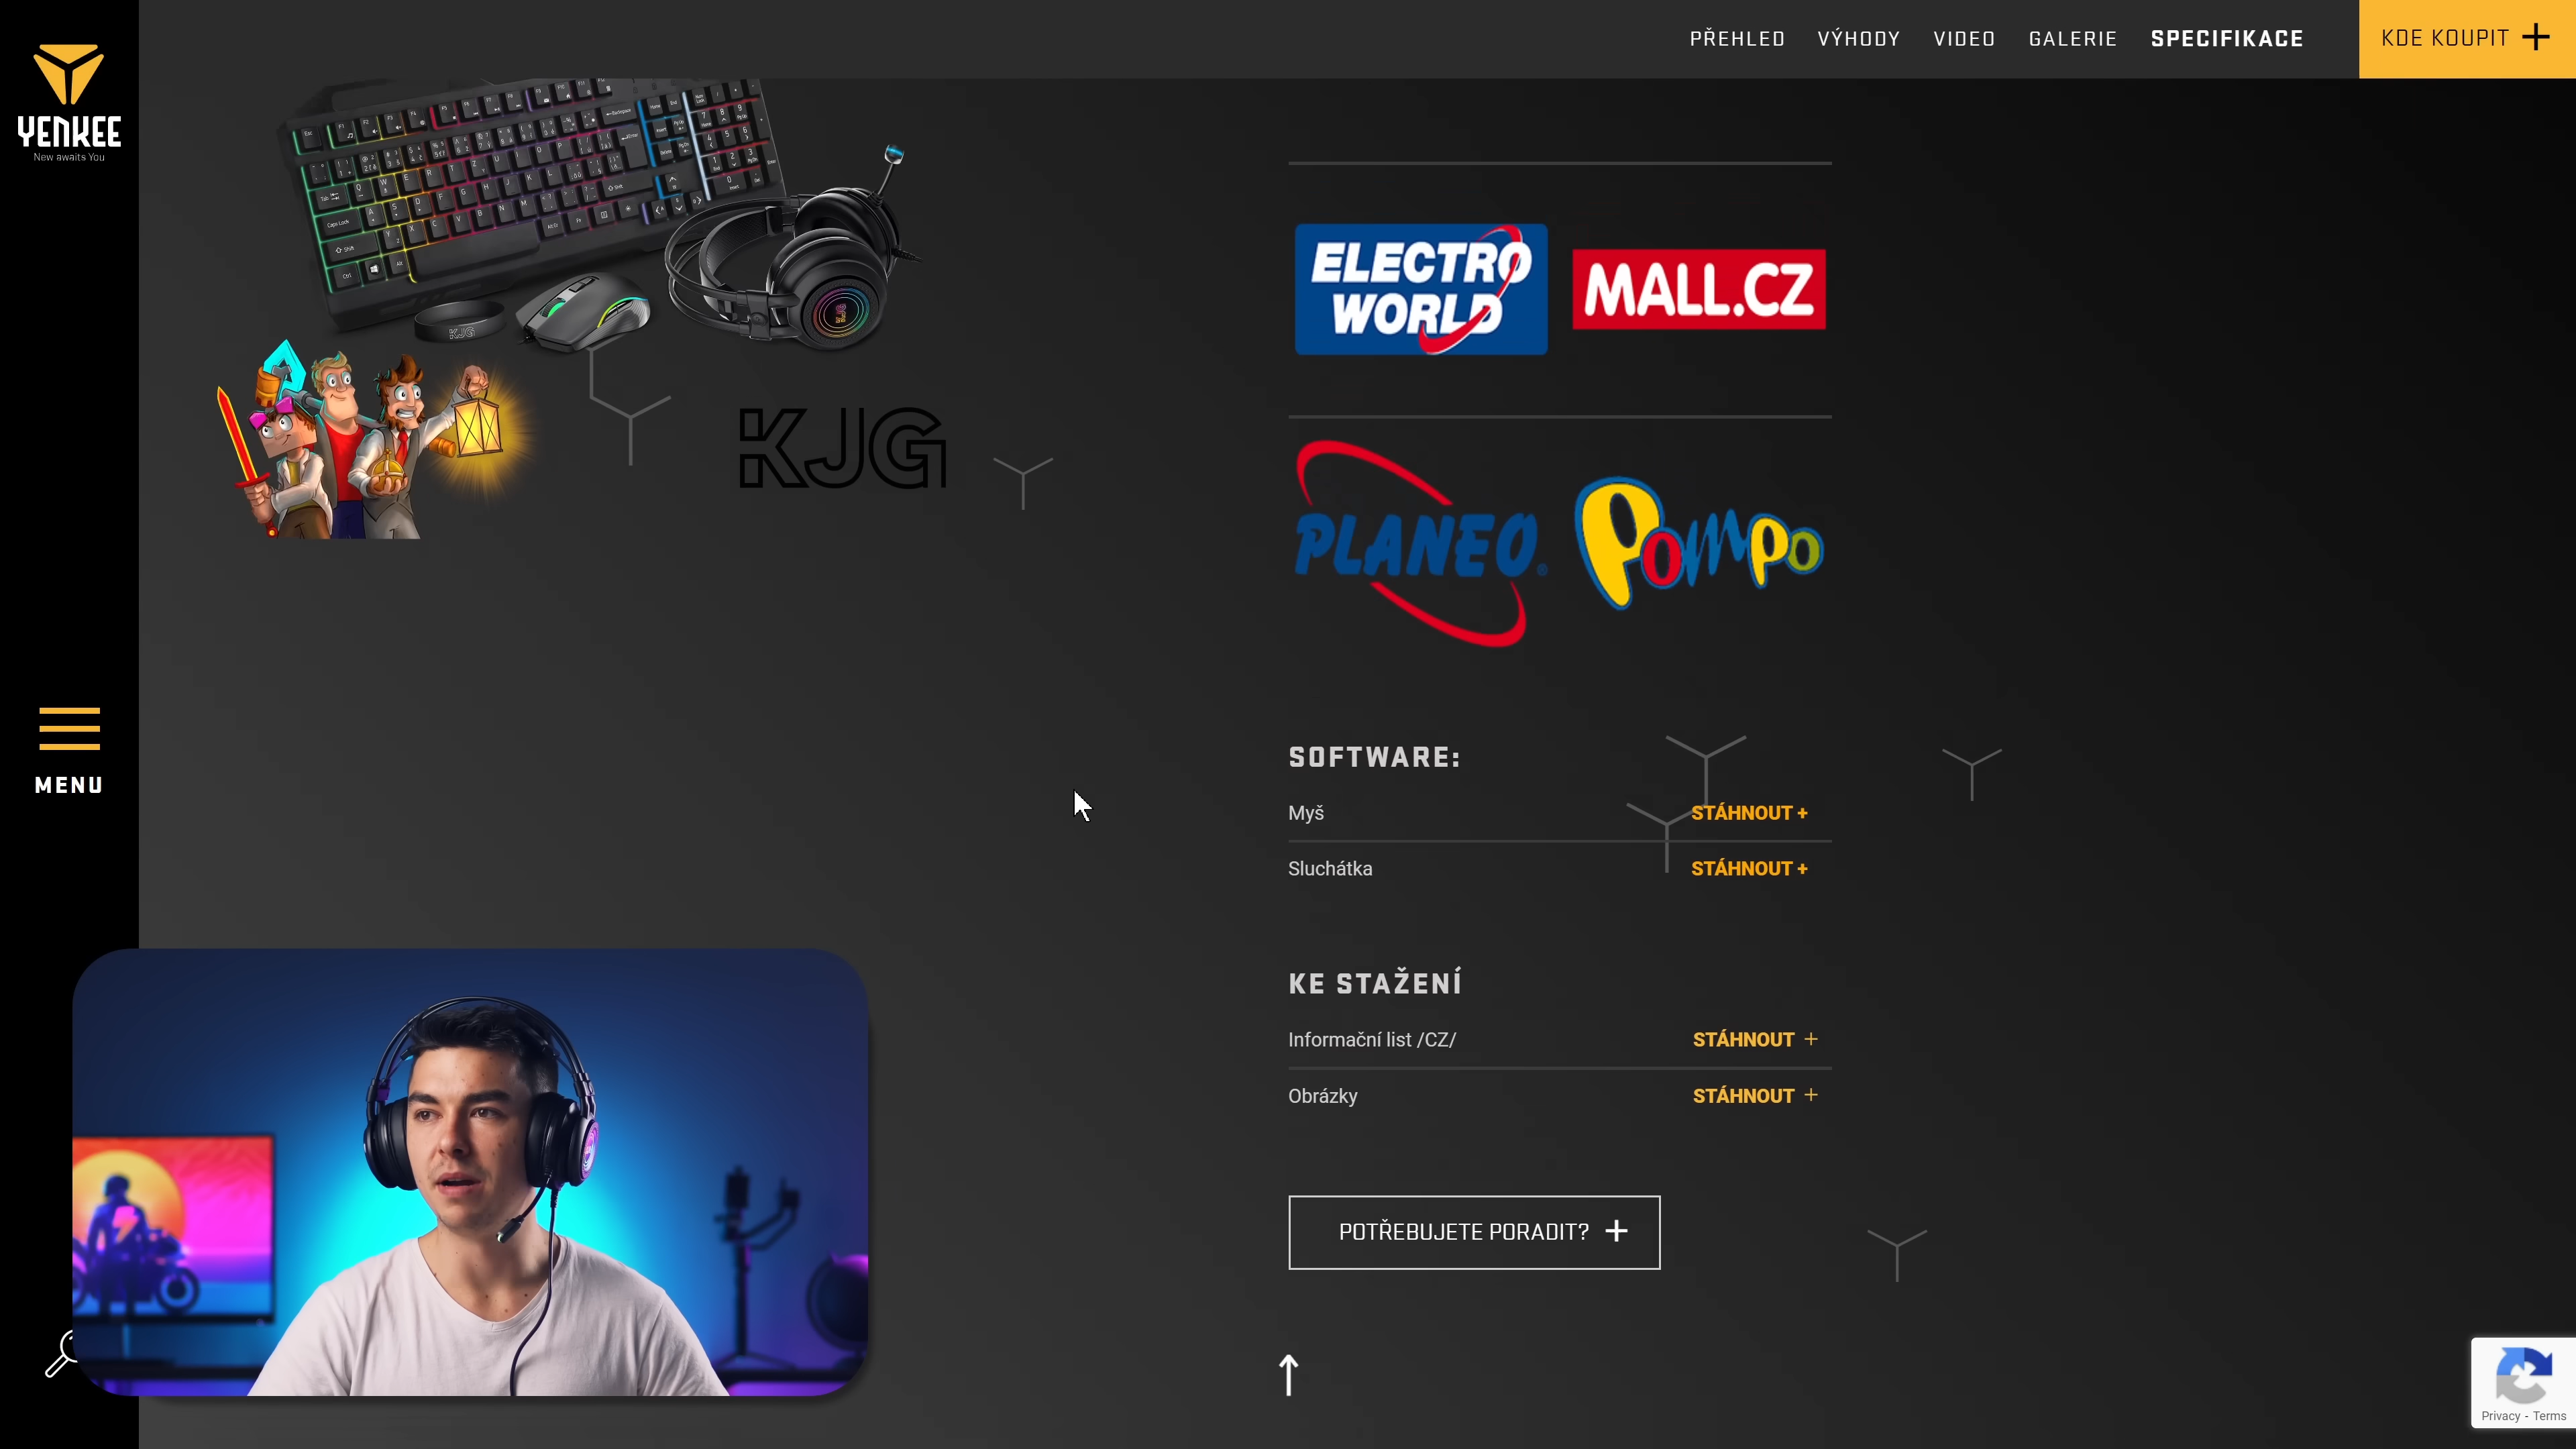 YENKEE
New awaits You
PŘEHLED VÝHODY VIDEO GALERIE SPECIFIKACE KDE KOUPIT +
KJG
KJG
ELECTRO
WORLD
MALL.CZ
PLANEO®
Pompo
MENU
SOFTWARE:
Myš STÁHNOUT +
Sluchátka STÁHNOUT +
KE STAŽENÍ
Informační list /CZ/ STÁHNOUT +
Obrázky STÁHNOUT +
POTŘEBUJETE PORADIT? +
Privacy - Terms